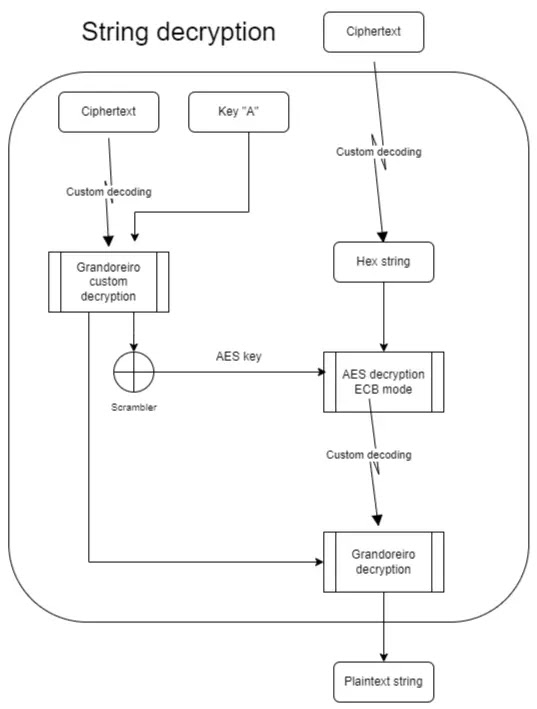 String decryption
Ciphertext
Ciphertext
Key "A"
Custom decoding
Custom decoding
Grandoreiro
custom
decryption
Hex string
AES key
Scrambler
AES decryption
ECB mode
Custom decoding
Grandoreiro
decryption
Plaintext string